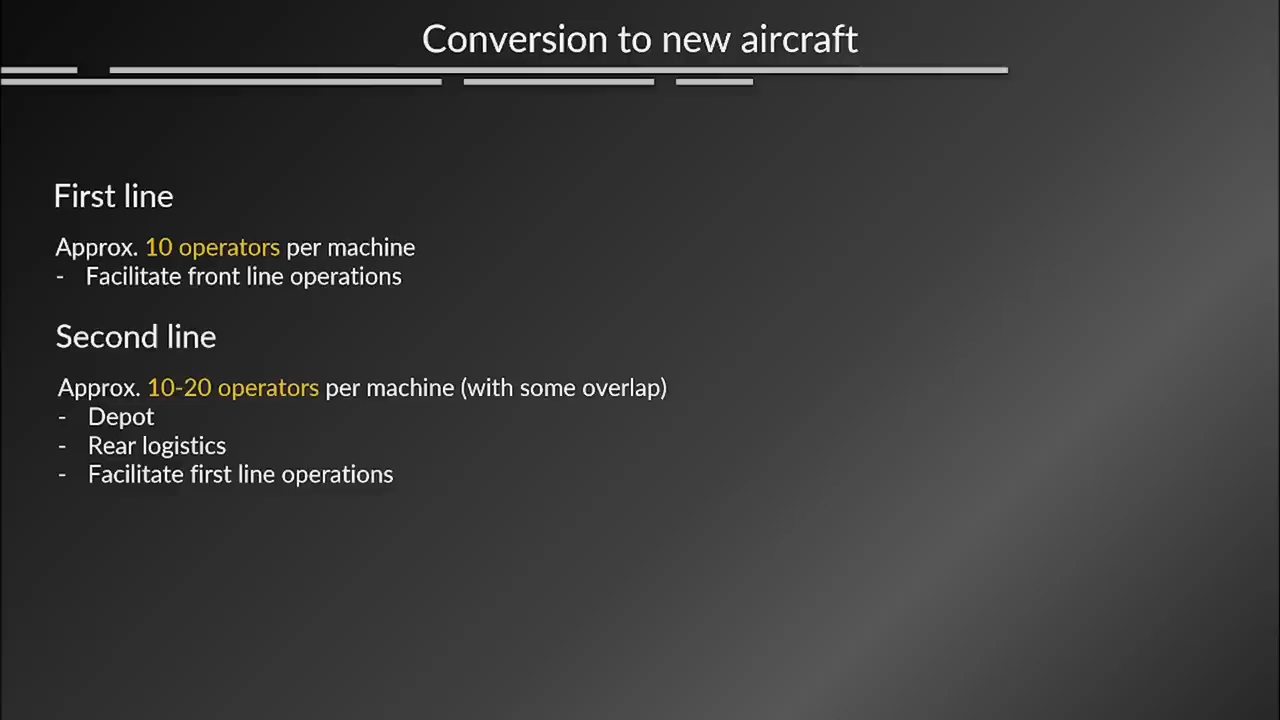 Conversion to new aircraft
First line
Approx. 10 operators per machine
- Facilitate front line operations
Second line
Approx. 10-20 operators per machine (with some overlap)
- Depot
- Rear logistics
- Facilitate first line operations